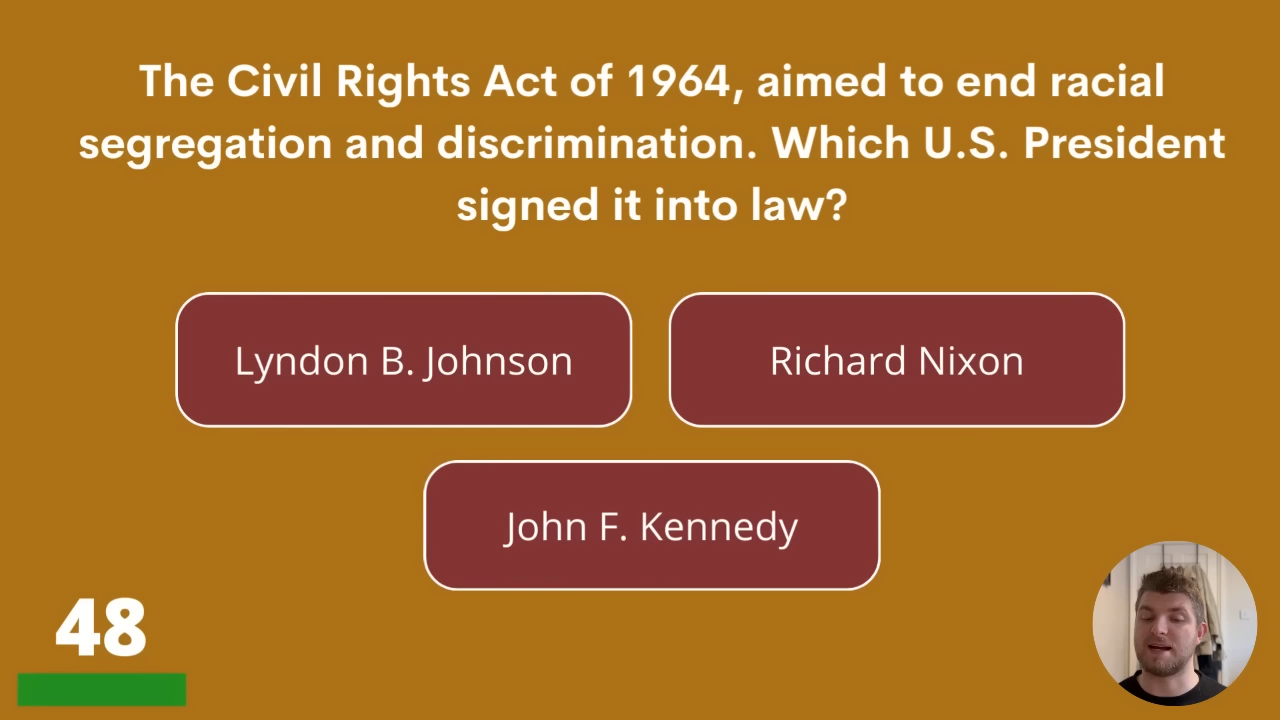 The Civil Rights Act of 1964, aimed to end racial
segregation and discrimination. Which U.S. President
signed it into law?
Lyndon B. Johnson
Richard Nixon
John F. Kennedy
48